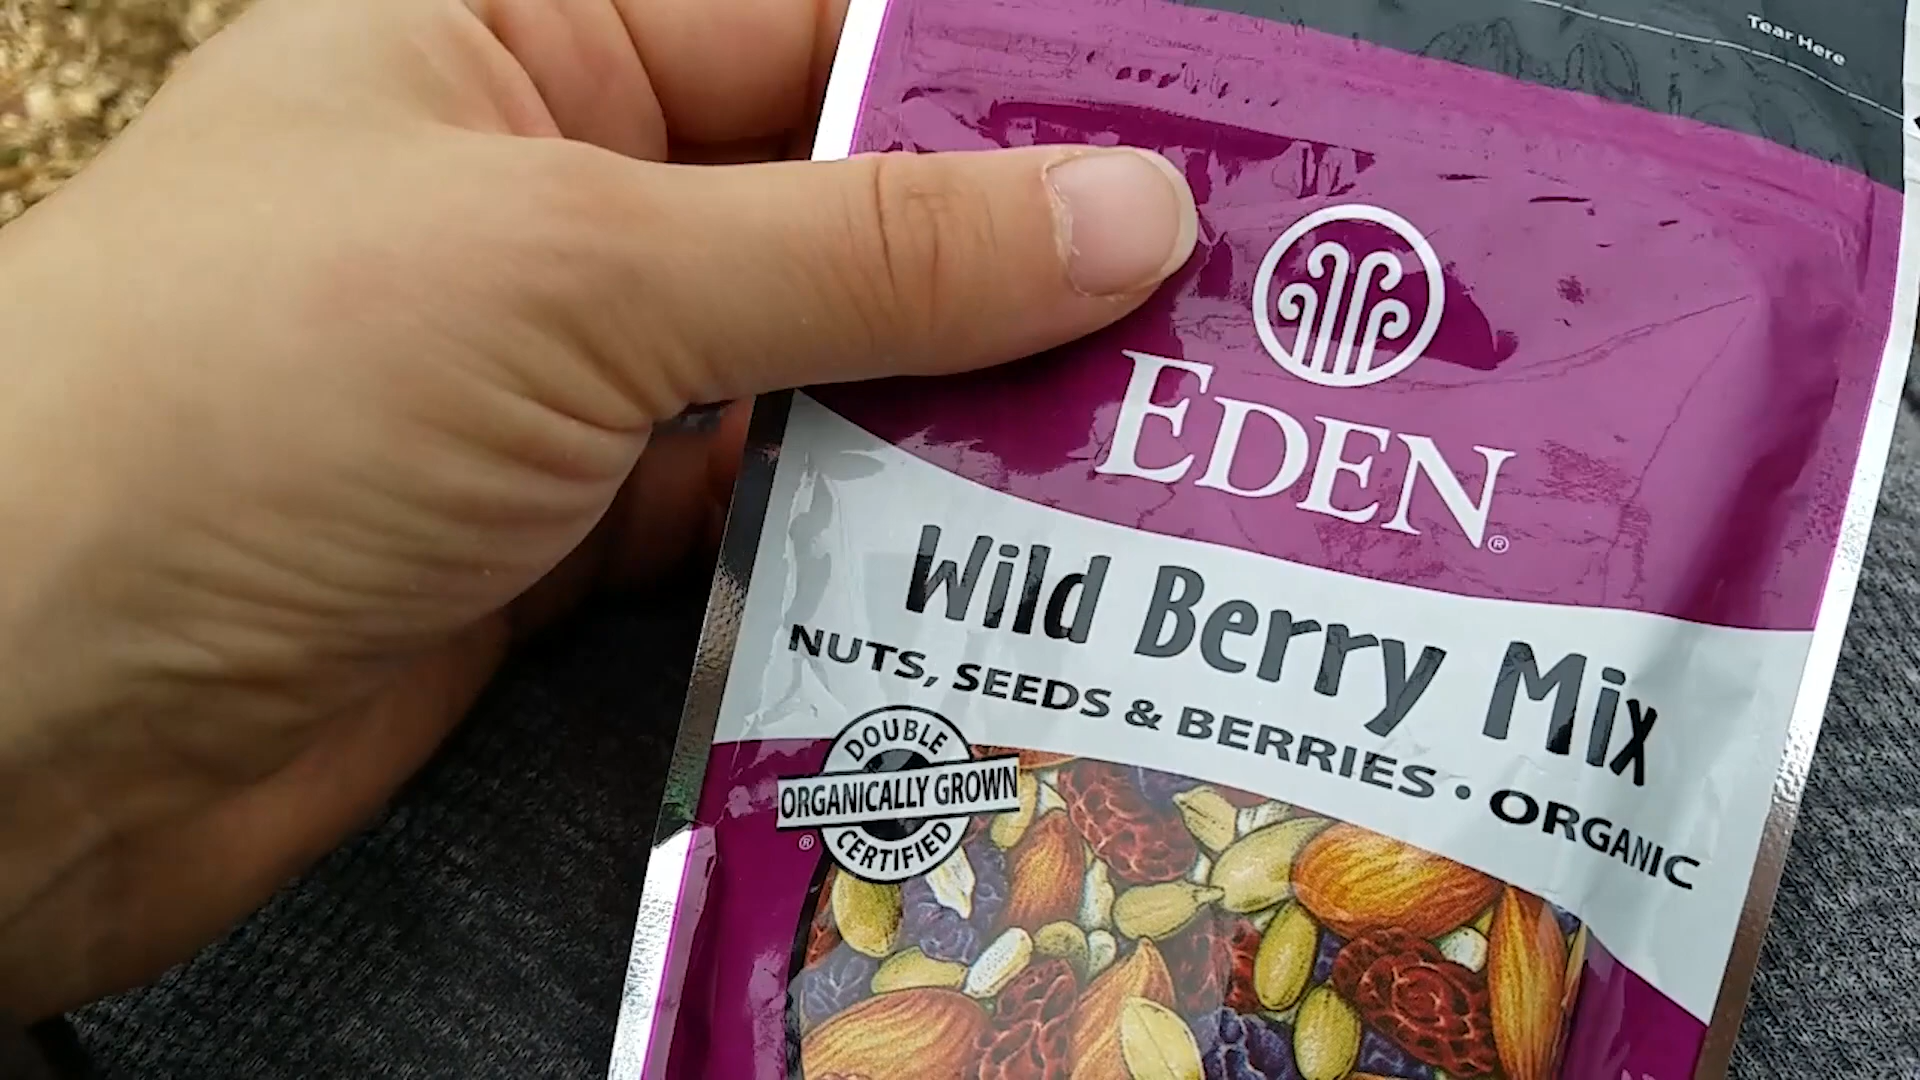 Tear Here
EDEN®
Wild Berry Mix
NUTS, SEEDS & BERRIES • ORGANIC
DOUBLE
ORGANICALLY GROWN
CERTIFIED
®